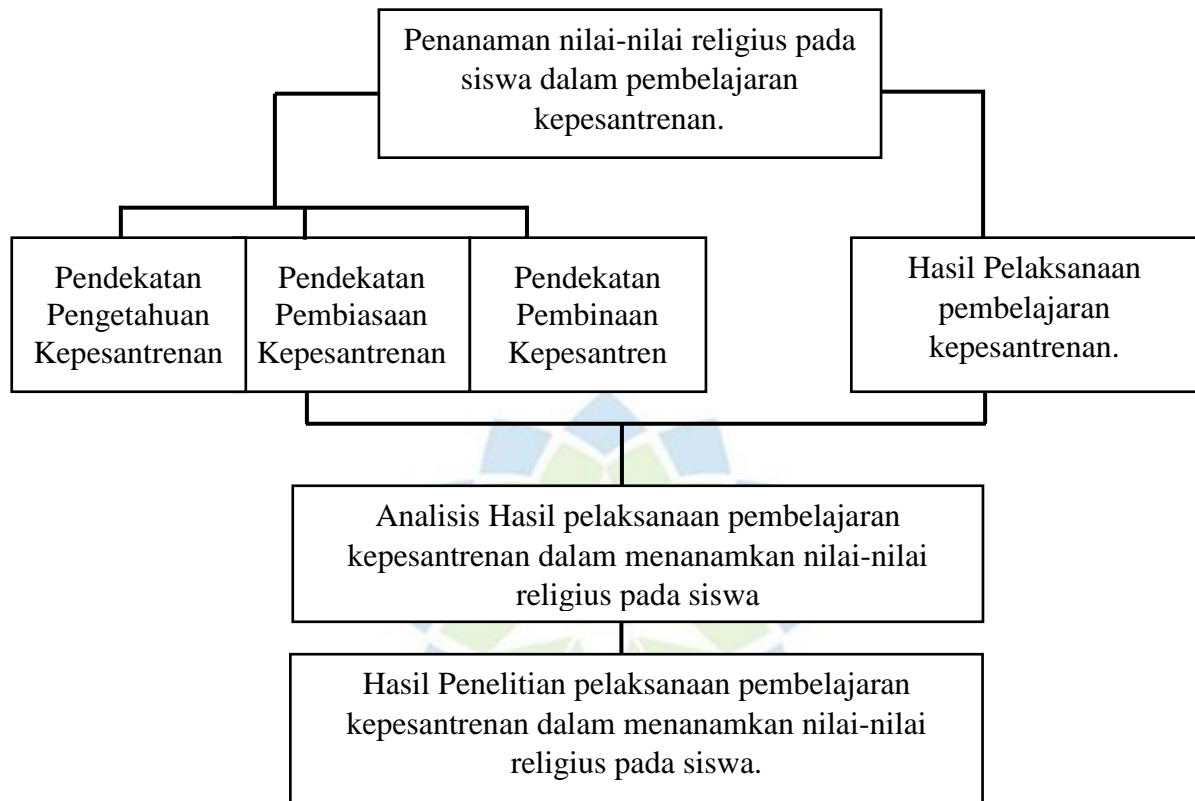 Penanaman nilai-nilai religius pada
siswa dalam pembelajaran
kepesantrenan.
Pendekatan
Pengetahuan
Kepesantrenan
Pendekatan
Pembiasaan
Kepesantrenan
Pendekatan
Pembinaan
Kepesantren
Hasil Pelaksanaan
pembelajaran
kepesantrenan.
Analisis Hasil pelaksanaan pembelajaran
kepesantrenan dalam menanamkan nilai-nilai
religius pada siswa
Hasil Penelitian pelaksanaan pembelajaran
kepesantrenan dalam menanamkan nilai-nilai
religius pada siswa.